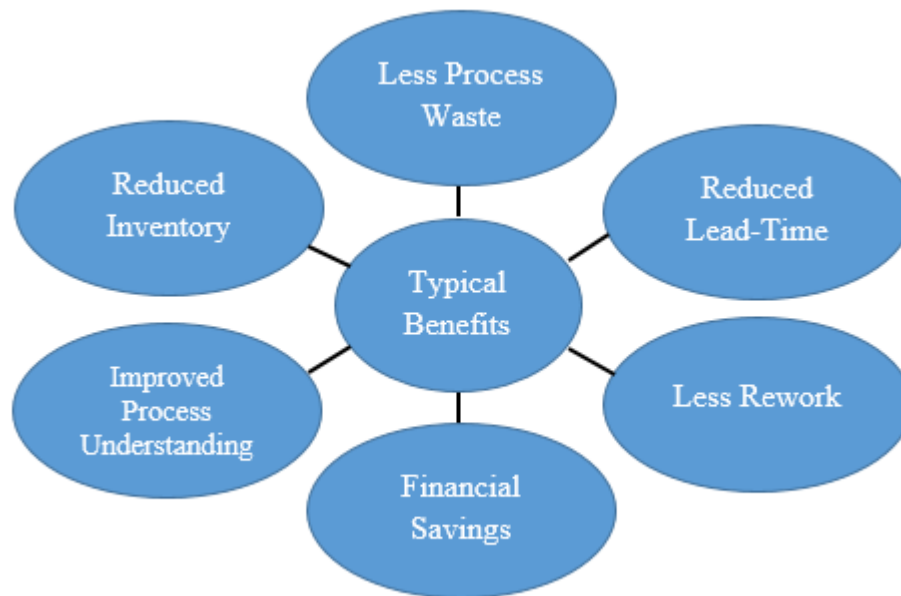 Less Process
Waste
Reduced
Inventory
Reduced
Lead-Time
Typical
Benefits
Improved
Process
Understanding
Less Rework
Financial
Savings